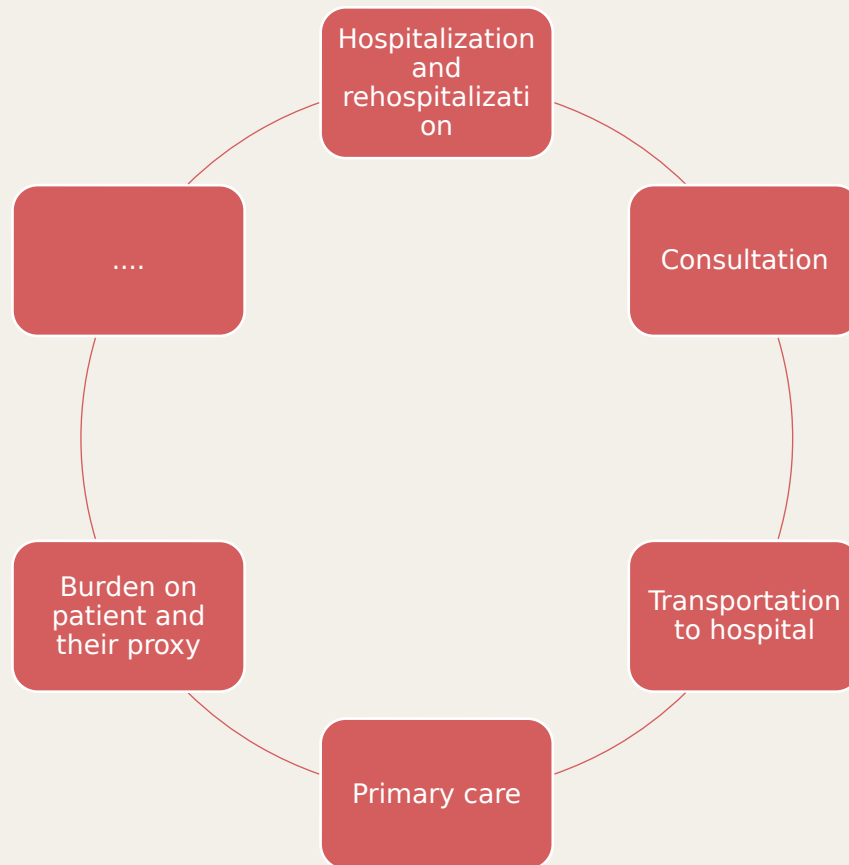 Hospitalization
and
rehospitalizati
on
Consultation
Transportation
to hospital
Primary care
Burden on
patient and
their proxy
....